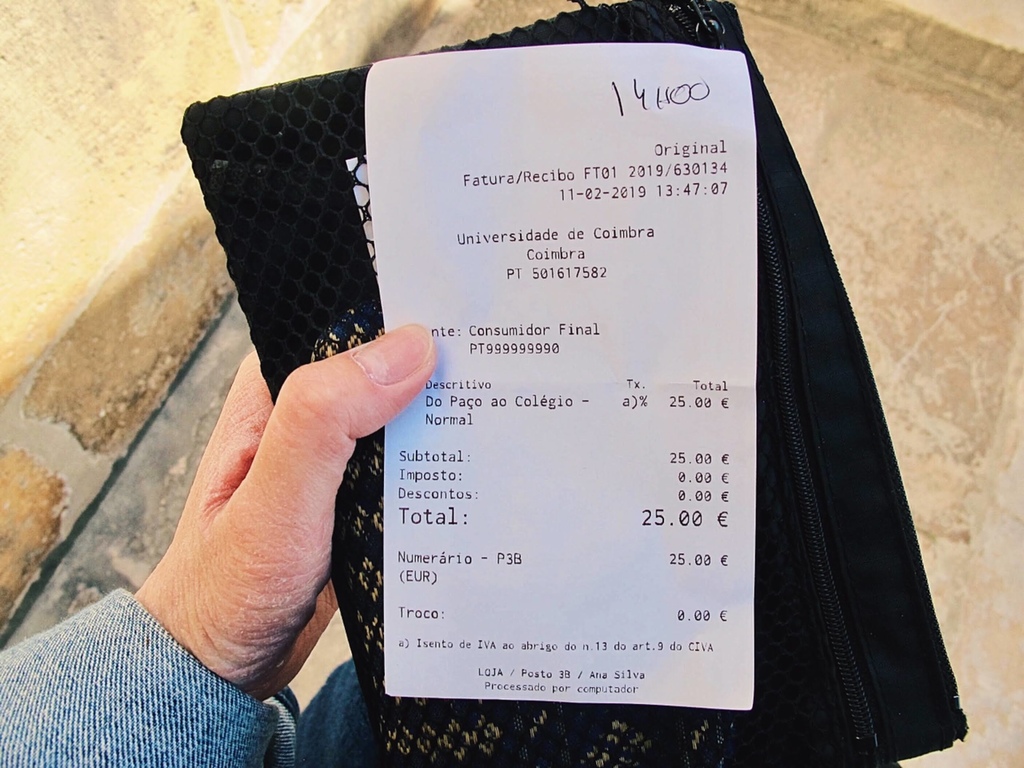 14H00
Original
Fatura/Recibo FT01 2019/630134
11-02-2019 13:47:07
Universidade de Coimbra
Coimbra
PT 501617582
nte: Consumidor Final
PT999999990
Descritivo Tx. Total
Do Paço ao Colégio - a)% 25.00 €
Normal
Subtotal: 25.00 €
Imposto: 0.00 €
Descontos: 0.00 €
Total: 25.00 €
Numerário - P3B 25.00 €
(EUR)
Troco: 0.00 €
a) Isento de IVA ao abrigo do n.13 do art.9 do CIVA
LOJA / Posto 3B / Ana Silva
Processado por computador